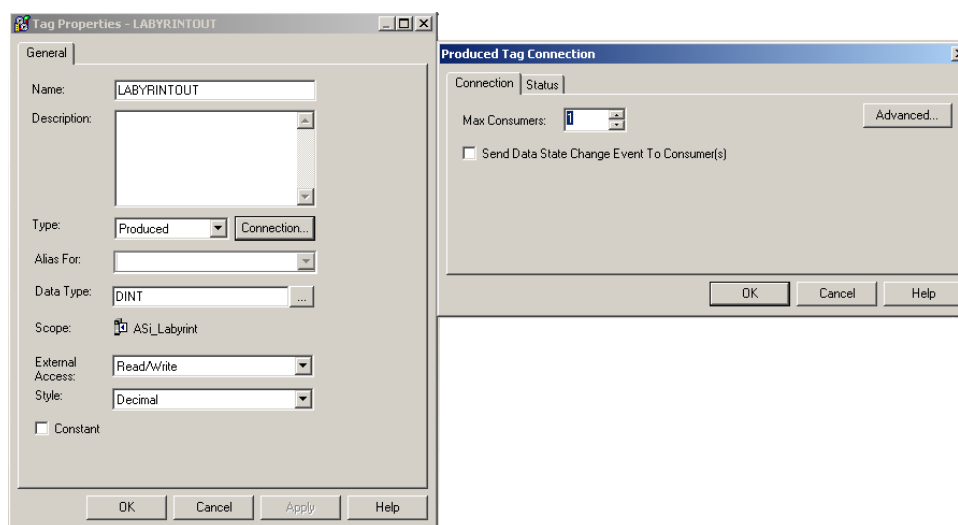 Tag Properties - LABYRINTOUT
General
Name: LABYRINTOUT
Description:
Type: Produced Connection...
Alias For:
Data Type: DINT ...
Scope: ASi_Labyrint
External Access: Read/Write
Style: Decimal
Constant
OK Cancel Apply Help
Produced Tag Connection
Connection Status
Max Consumers: 1 Advanced...
Send Data State Change Event To Consumer(s)
OK Cancel Help